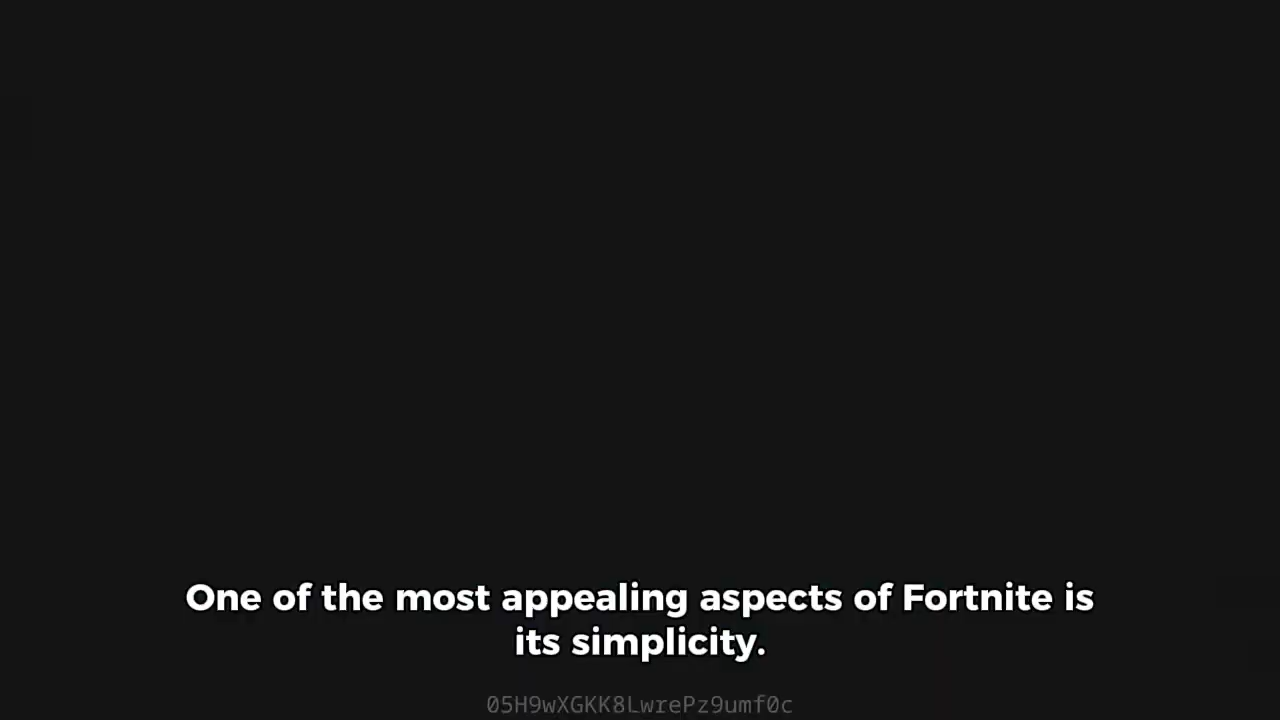 One of the most appealing aspects of Fortnite is
its simplicity.
05H9wXGKK8LwrePz9umf0c